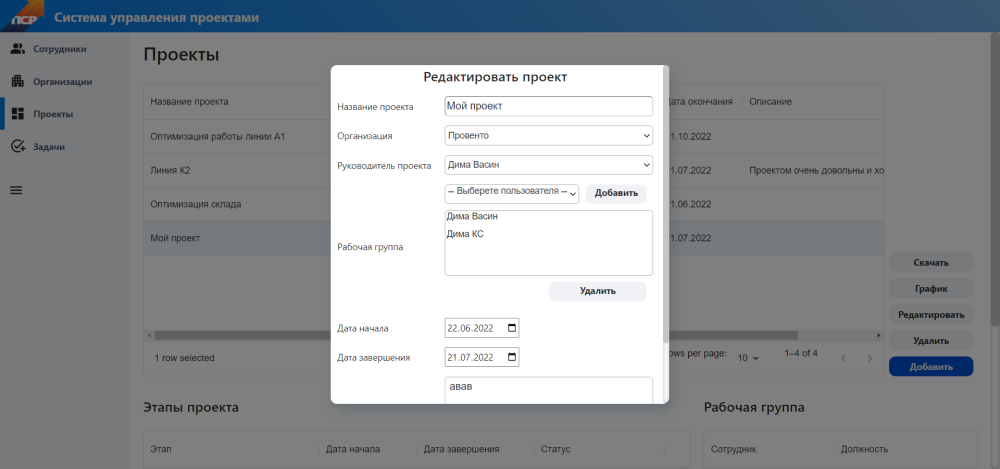 ПСР
Система управления проектами
Сотрудники
Организации
Проекты
Задачи
Проекты
Название проекта
Дата окончания
Описание
Оптимизация работы линии А1
1.10.2022
Линия К2
1.07.2022
Проектом очень довольны и хо
Оптимизация склада
1.06.2022
Мой проект
1.07.2022
1 row selected
ows per page:
10
1–4 of 4
Скачать
График
Редактировать
Удалить
Добавить
Редактировать проект
Название проекта
Мой проект
Организация
Провенто
Руководитель проекта
Дима Васин
-- Выберете пользователя --
Добавить
Рабочая группа
Дима Васин
Дима КС
Удалить
Дата начала
22.06.2022
Дата завершения
21.07.2022
авав
Этапы проекта
Этап
Дата начала
Дата завершения
Статус
Рабочая группа
Сотрудник
Должность